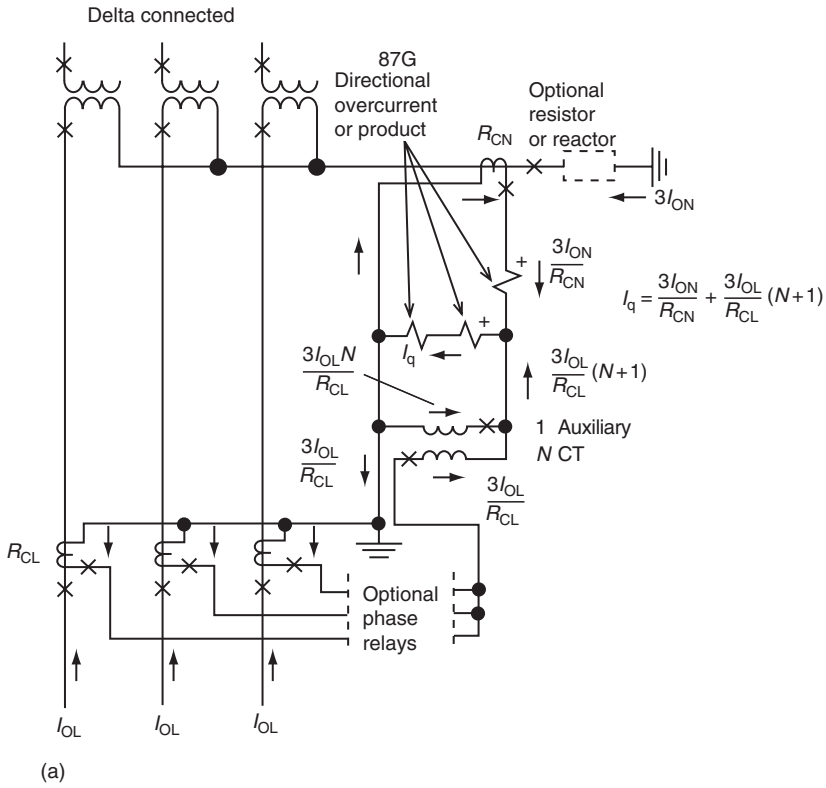 Delta connected
87G
Directional
overcurrent
or product
Optional
resistor
or reactor
R_CN
3I_ON
+
3I_ON
R_CN
I_q = 3I_ON/R_CN + 3I_OL/R_CL (N+1)
+
I_q
3I_OL N
R_CL
3I_OL/R_CL (N+1)
1 Auxiliary
N CT
3I_OL
R_CL
3I_OL
R_CL
R_CL
Optional
phase
relays
I_OL
I_OL
I_OL
(a)